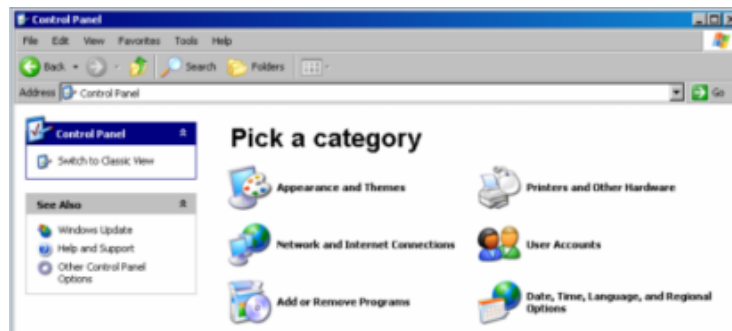 Control Panel
File Edit View Favorites Tools Help
Back Search Folders
Address Control Panel Go
Control Panel
Switch to Classic View
See Also
Windows Update
Help and Support
Other Control Panel
Options
Pick a category
Appearance and Themes
Printers and Other Hardware
Network and Internet Connections
User Accounts
Add or Remove Programs
Date, Time, Language, and Regional
Options